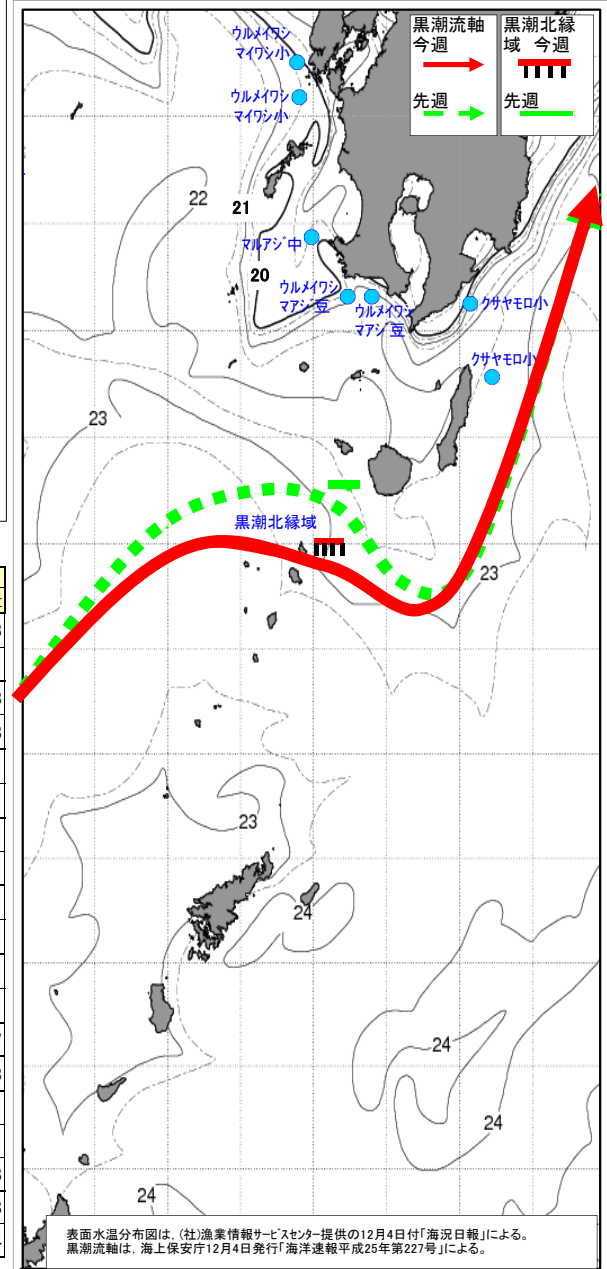 黒潮流軸
今週
先週
黒潮北縁
域 今週
先週
ウルメイワシ
マイワシ小
ウルメイワシ
マイワシ小
22
21
マルアジ中
20
ウルメイワシ
マアジ豆
ウルメイワシ
マアジ豆
クサヤモロ小
クサヤモロ小
23
黒潮北縁域
23
23
24
24
24
24
表面水温分布図は,(社)漁業情報サービスセンター提供の12月4日付「海況日報」による。
黒潮流軸は,海上保安庁12月4日発行「海洋速報平成25年第227号」による。